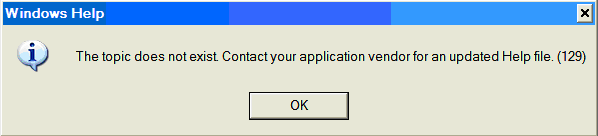 Windows Help
The topic does not exist. Contact your application vendor for an updated Help file. (129)
OK